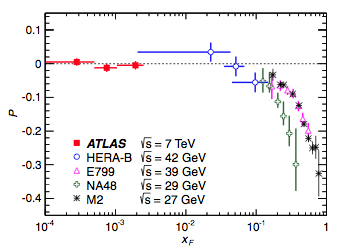 0.1
0
-0.1
-0.2
-0.3
-0.4
P
ATLAS √s = 7 TeV
HERA-B √s = 42 GeV
E799 √s = 39 GeV
NA48 √s = 29 GeV
M2 √s = 27 GeV
10⁻⁴ 10⁻³ 10⁻² 10⁻¹ 1
x_F